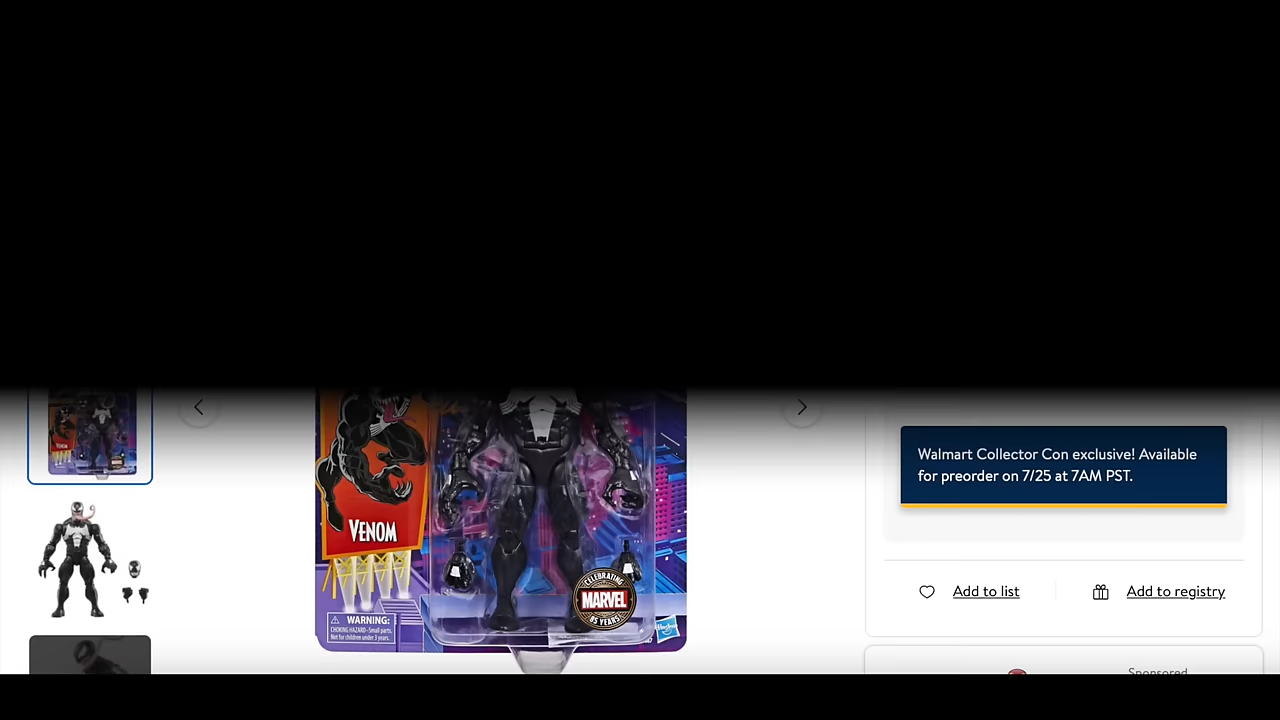 Walmart Collector Con exclusive! Available
for preorder on 7/25 at 7AM PST.
VENOM
CELEBRATING
MARVEL
85 YEARS
WARNING:
CHOKING HAZARD-Small parts.
Not for children under 3 years.
Hasbro
Add to list
Add to registry
Sponsored